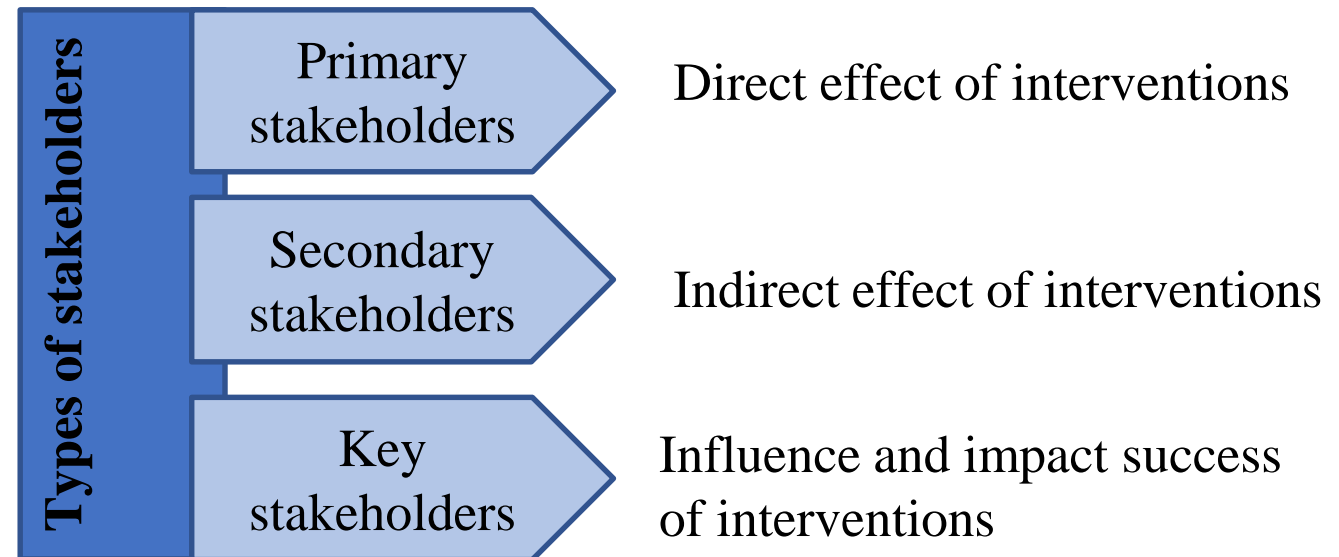 Types of stakeholders
Primary
stakeholders
Direct effect of interventions
Secondary
stakeholders
Indirect effect of interventions
Key
stakeholders
Influence and impact success
of interventions